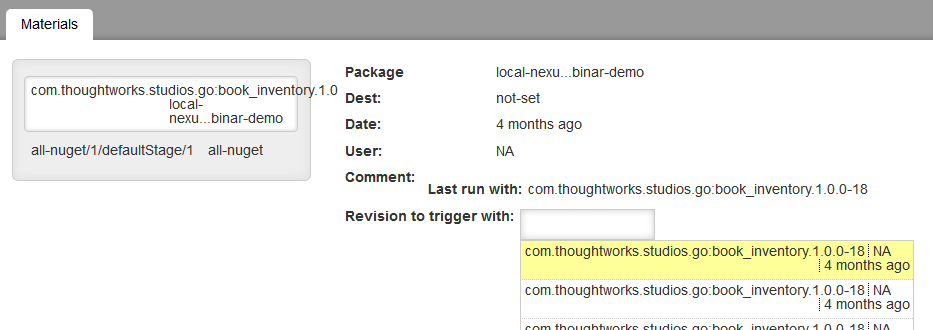 Materials
com.thoughtworks.studios.go:book_inventory.1.0
local-
nexu...binar-demo
all-nuget/1/defaultStage/1 all-nuget
Package local-nexu...binar-demo
Dest: not-set
Date: 4 months ago
User: NA
Comment:
Last run with: com.thoughtworks.studios.go:book_inventory.1.0.0-18
Revision to trigger with:
com.thoughtworks.studios.go:book_inventory.1.0.0-18 NA
4 months ago
com.thoughtworks.studios.go:book_inventory.1.0.0-18 NA
4 months ago
com.thoughtworks.studios.go:book_inventory.1.0.0-18 NA